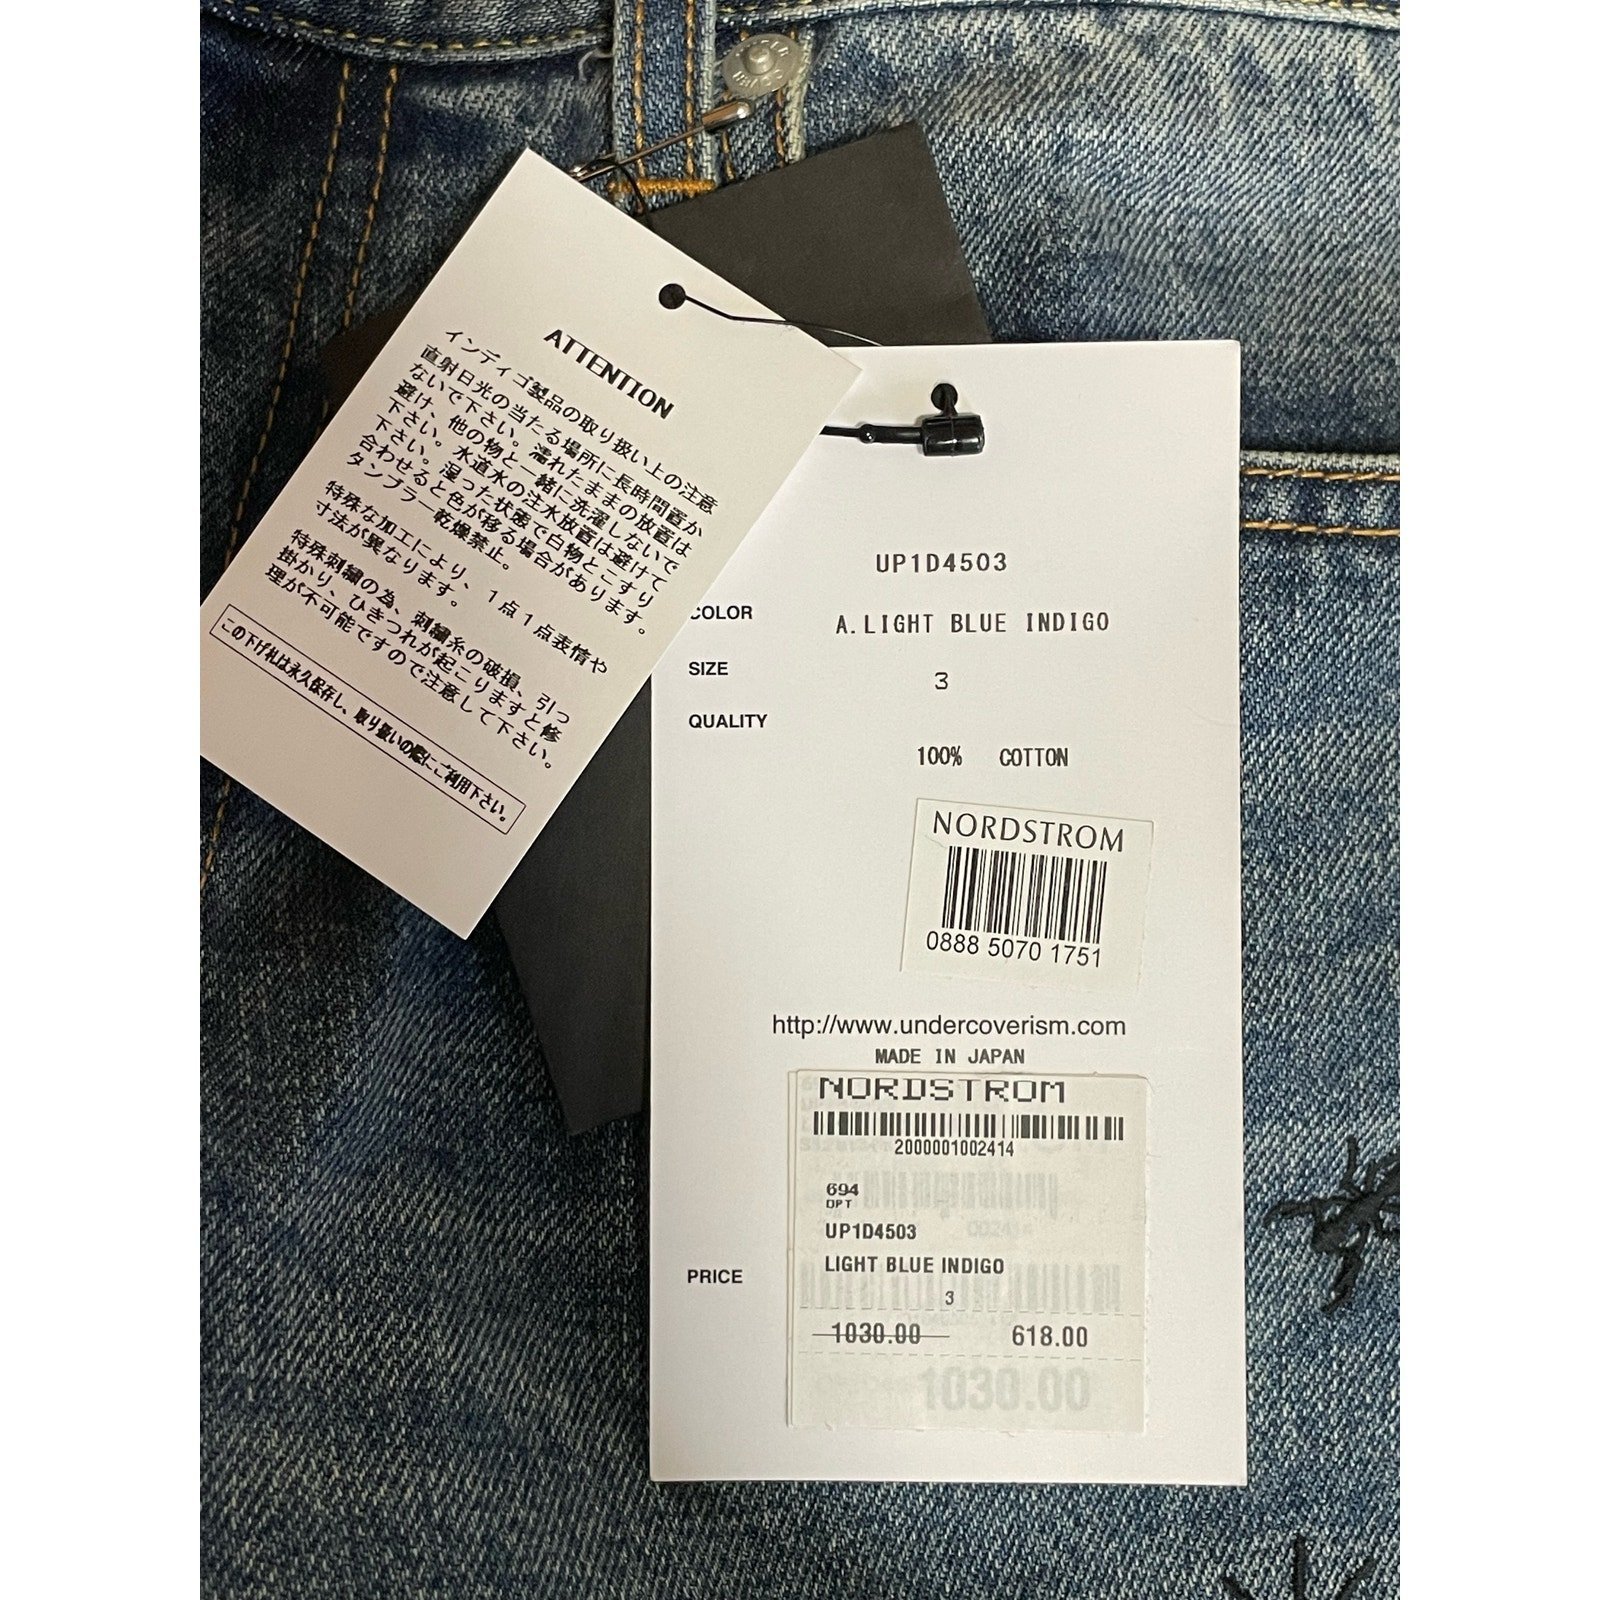 ATTENTION
インディゴ製品の取り扱い上の注意
直射日光の当たる場所に長時間置か
ないで下さい。濡れたままの放置は
避け、他の物と一緒に洗濯しないで
下さい。水道水の注水放置は避けて
下さい。湿った状態で白物とこすり
合わせると色が移る場合があります。
タンブラー乾燥禁止。
特殊な加工により、1点1点表情や
寸法が異なります。
特殊刺繍の為、刺繍糸の破損、引っ
掛かり、ひきつれが起こりますと修
理が不可能ですので注意して下さい。
この下げ札は永久保存し、取り扱いの際にご利用下さい。
UP1D4503
COLOR A.LIGHT BLUE INDIGO
SIZE 3
QUALITY
100% COTTON
NORDSTROM
0888 5070 1751
http://www.undercoverism.com
MADE IN JAPAN
NORDSTROM
2000001002414
694
DPT
UP1D4503
LIGHT BLUE INDIGO
PRICE
3
1030.00 618.00
1030.00